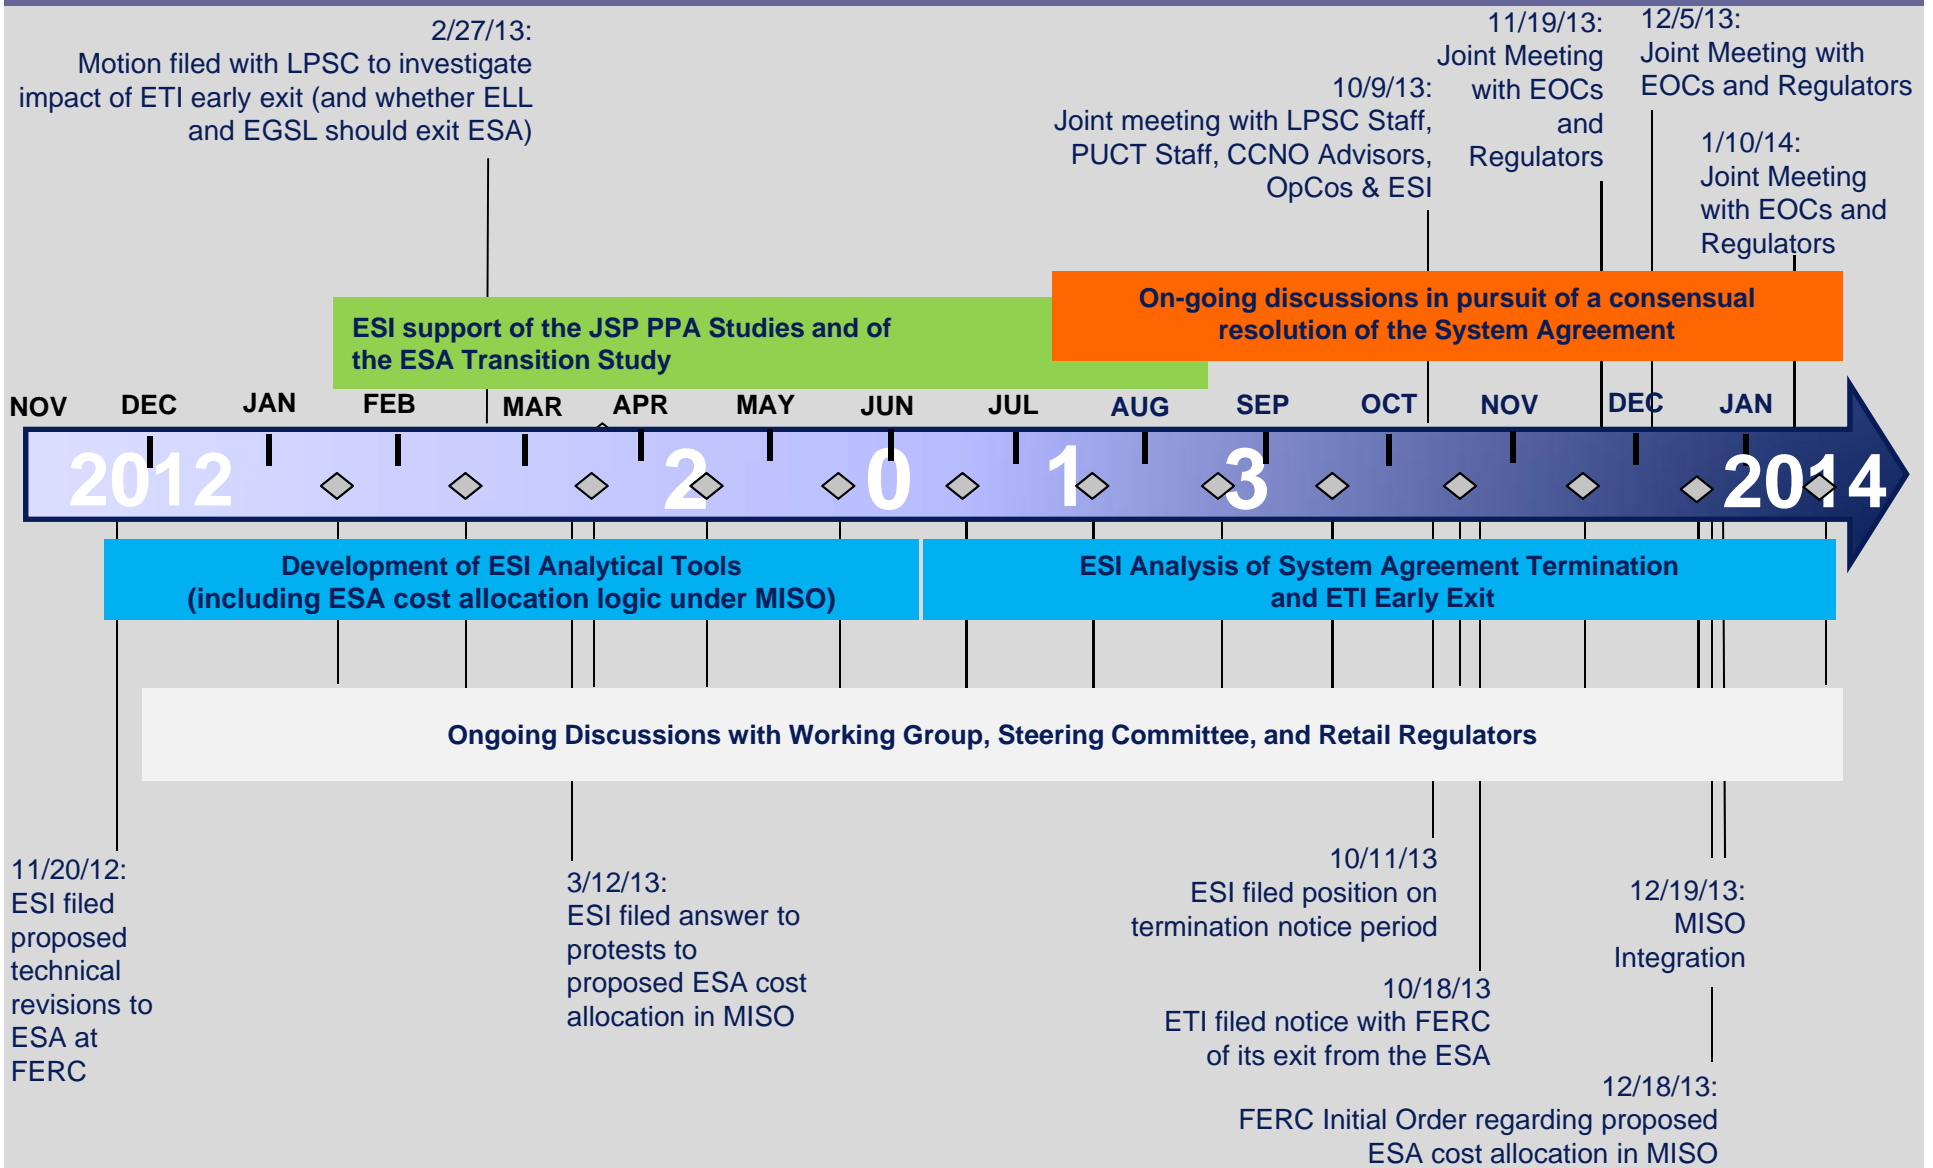 2/27/13:
Motion filed with LPSC to investigate
impact of ETI early exit (and whether ELL
and EGSL should exit ESA)
10/9/13:
Joint meeting with LPSC Staff,
PUCT Staff, CCNO Advisors,
OpCos & ESI
11/19/13:
Joint Meeting
with EOCs
and
Regulators
12/5/13:
Joint Meeting with
EOCs and Regulators
1/10/14:
Joint Meeting
with EOCs and
Regulators
ESI support of the JSP PPA Studies and of
the ESA Transition Study
On-going discussions in pursuit of a consensual
resolution of the System Agreement
NOV DEC JAN FEB MAR APR MAY JUN JUL AUG SEP OCT NOV DEC JAN
2012 2 0 1 3 2014
Development of ESI Analytical Tools
(including ESA cost allocation logic under MISO)
ESI Analysis of System Agreement Termination
and ETI Early Exit
Ongoing Discussions with Working Group, Steering Committee, and Retail Regulators
11/20/12:
ESI filed
proposed
technical
revisions to
ESA at
FERC
3/12/13:
ESI filed answer to
protests to
proposed ESA cost
allocation in MISO
10/11/13
ESI filed position on
termination notice period
10/18/13
ETI filed notice with FERC
of its exit from the ESA
12/19/13:
MISO
Integration
12/18/13:
FERC Initial Order regarding proposed
ESA cost allocation in MISO